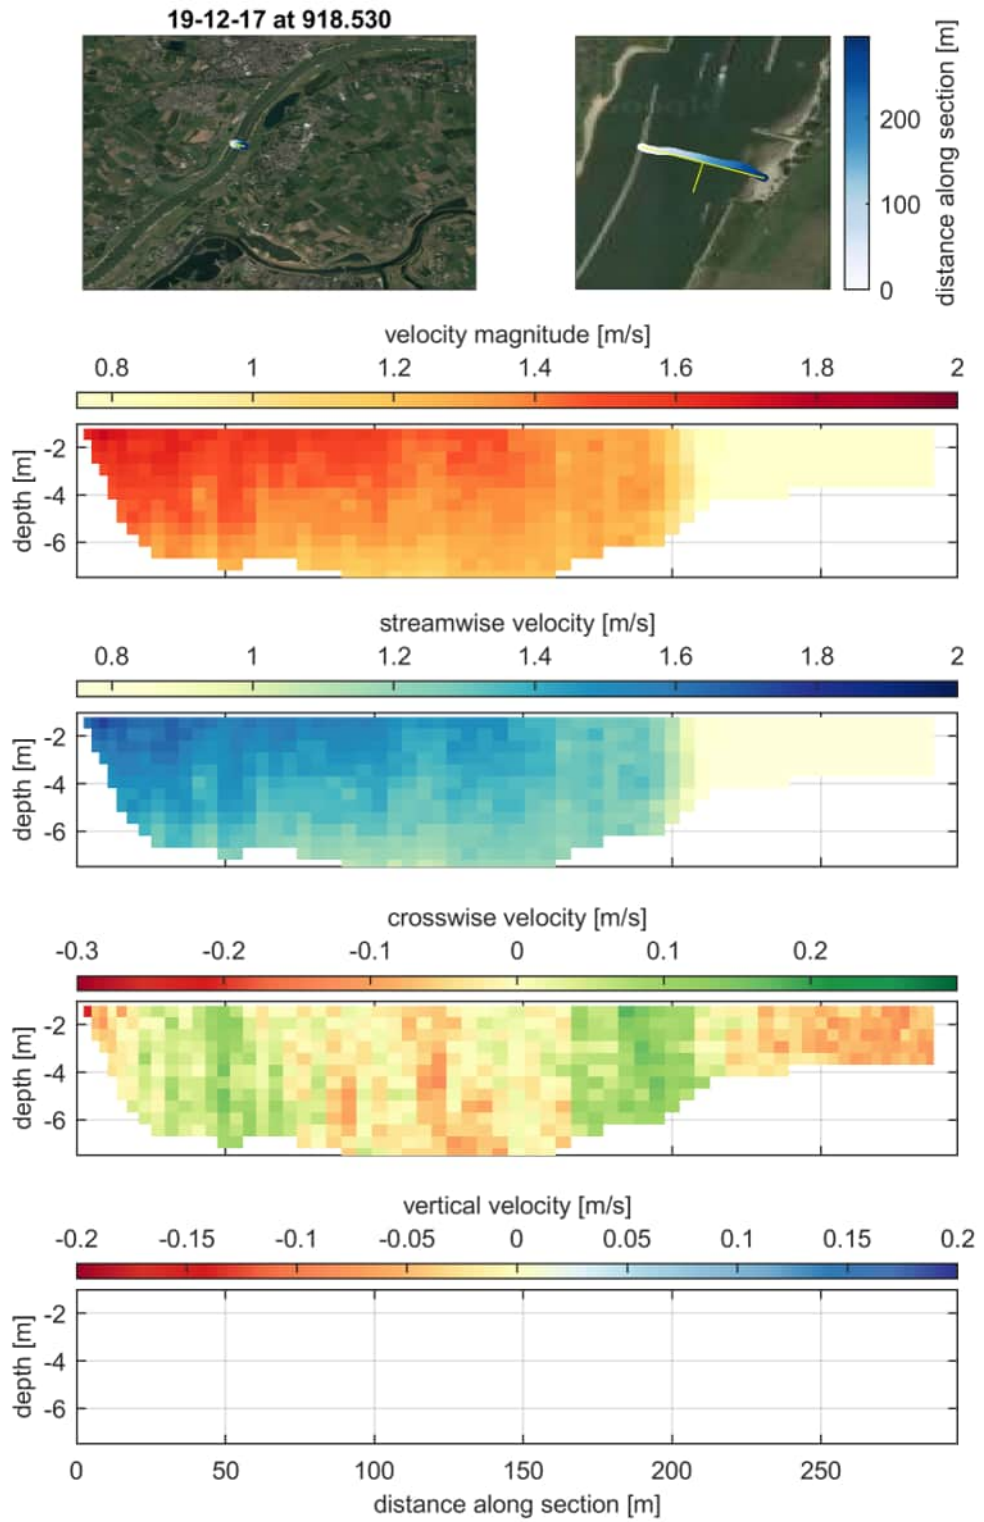 19-12-17 at 918.530
200
100
0
distance along section [m]
velocity magnitude [m/s]
0.8 1 1.2 1.4 1.6 1.8 2
-2
-4
-6
depth [m]
streamwise velocity [m/s]
0.8 1 1.2 1.4 1.6 1.8 2
-2
-4
-6
depth [m]
crosswise velocity [m/s]
-0.3 -0.2 -0.1 0 0.1 0.2
-2
-4
-6
depth [m]
vertical velocity [m/s]
-0.2 -0.15 -0.1 -0.05 0 0.05 0.1 0.15 0.2
-2
-4
-6
depth [m]
0 50 100 150 200 250
distance along section [m]